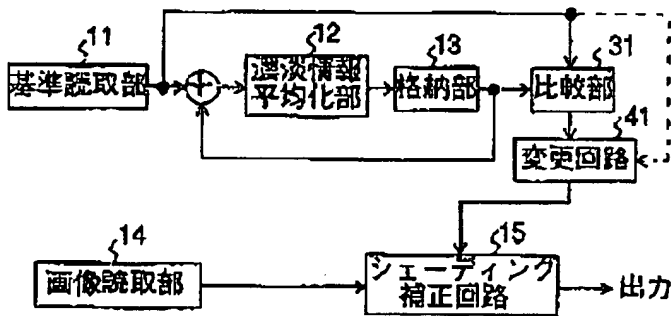 11
基準読取部
+
12
濃淡情報
平均化部
13
格納部
31
比較部
41
変更回路
14
画像読取部
15
シェーディング
補正回路
出力